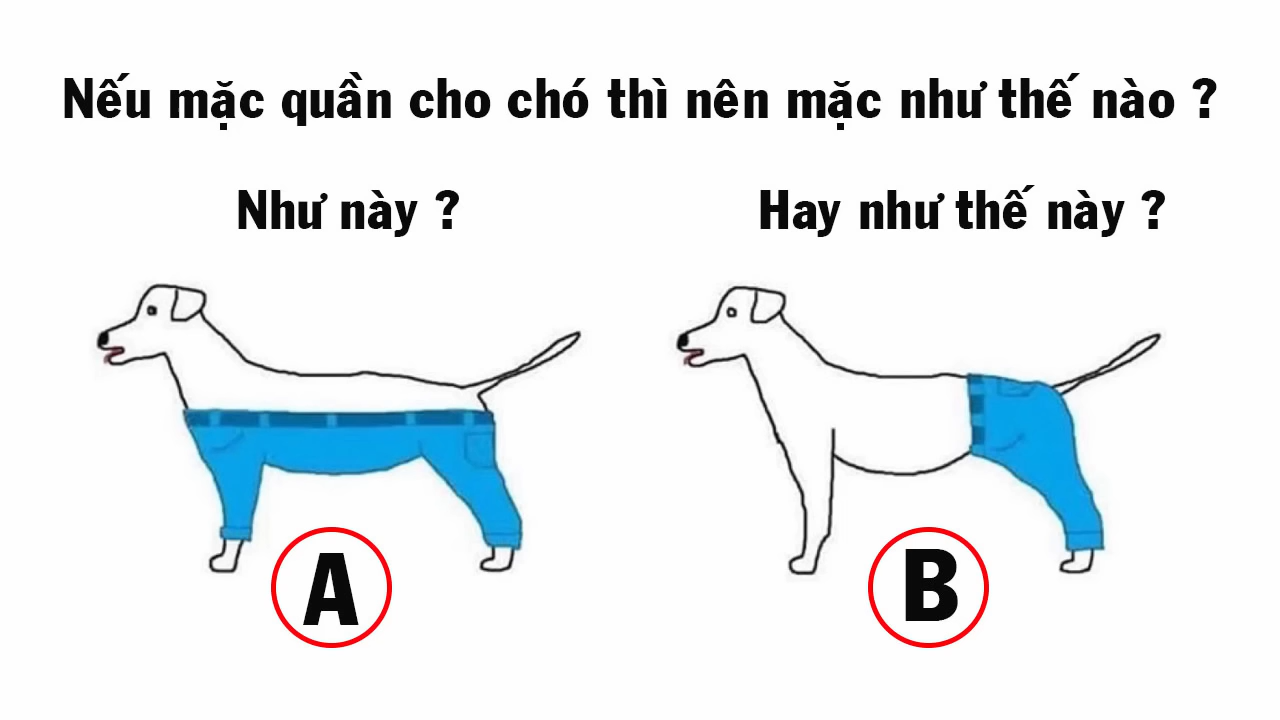 Nếu mặc quần cho chó thì nên mặc như thế nào ?
Như này ?
Hay như thế này ?
A
B